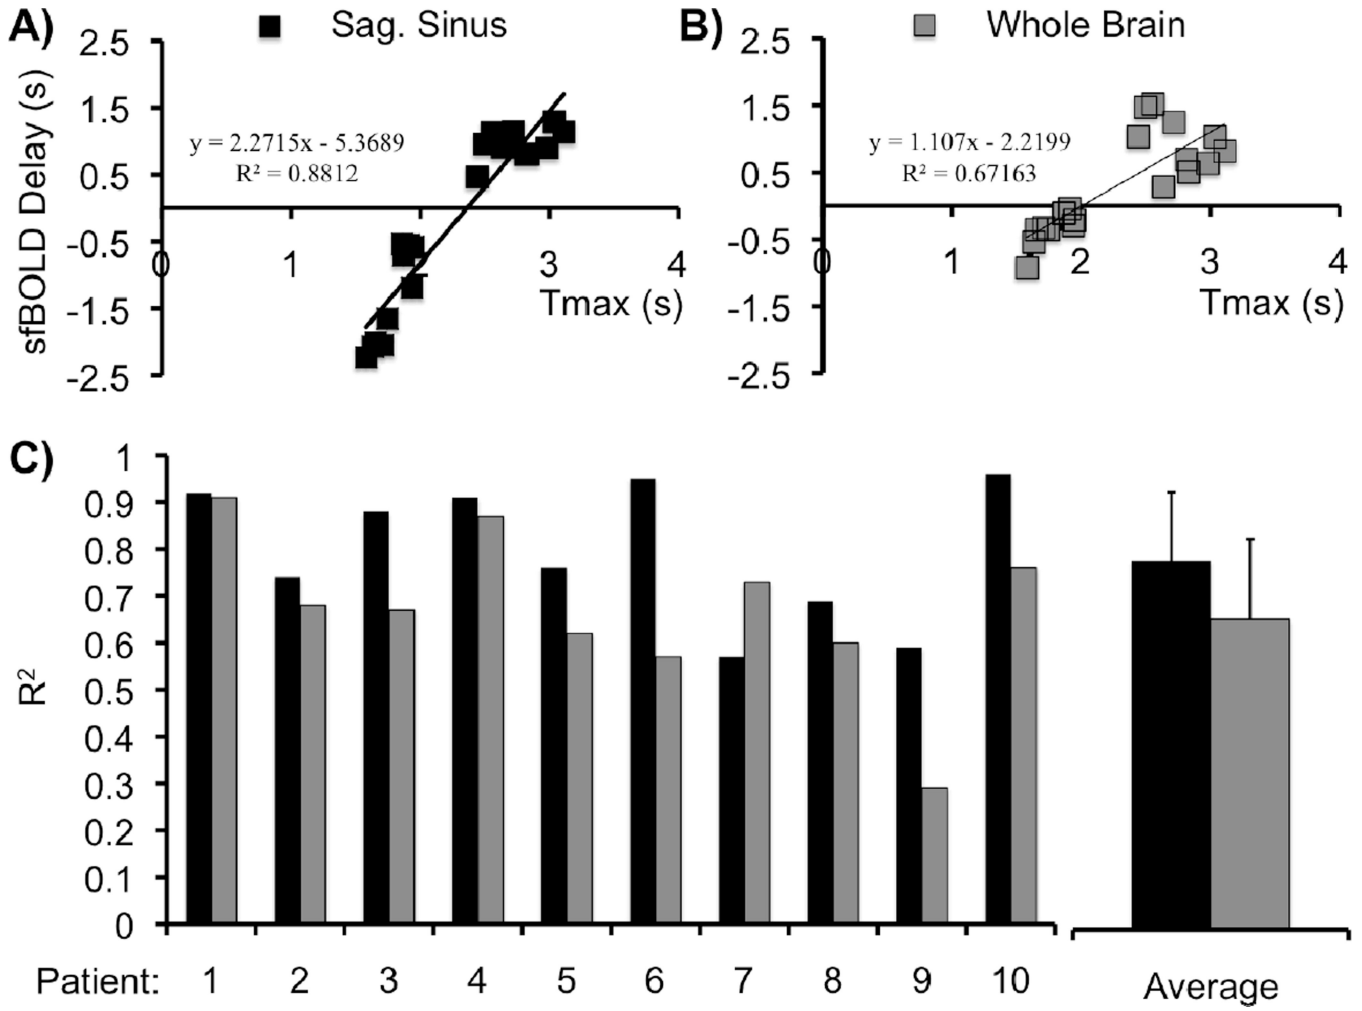 A) Sag. Sinus
B) Whole Brain
sfBOLD Delay (s)
2.5
1.5
0.5
-0.5
-1.5
-2.5
y = 2.2715x - 5.3689
R² = 0.8812
0 1 3 4
Tmax (s)
2.5
1.5
0.5
-0.5
-1.5
-2.5
y = 1.107x - 2.2199
R² = 0.67163
0 1 2 3 4
Tmax (s)
C)
R²
1
0.9
0.8
0.7
0.6
0.5
0.4
0.3
0.2
0.1
0
Patient: 1 2 3 4 5 6 7 8 9 10 Average